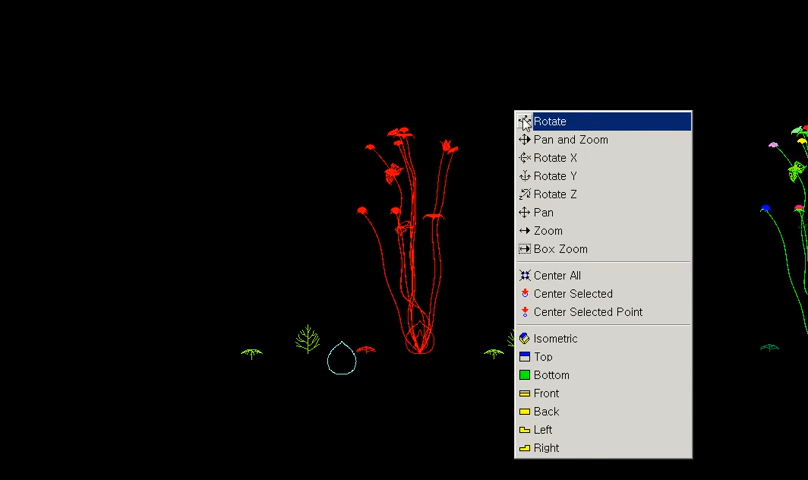 Rotate
Pan and Zoom
Rotate X
Rotate Y
Rotate Z
Pan
Zoom
Box Zoom
Center All
Center Selected
Center Selected Point
Isometric
Top
Bottom
Front
Back
Left
Right